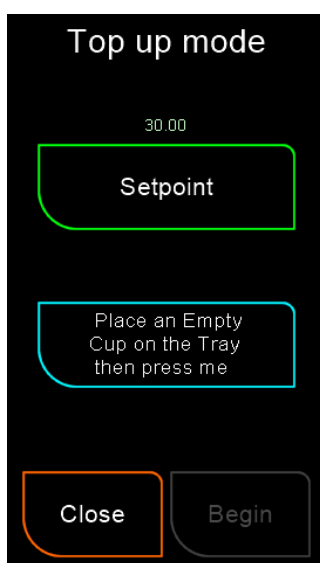 Top up mode
30.00
Setpoint
Place an Empty
Cup on the Tray
then press me
Close
Begin